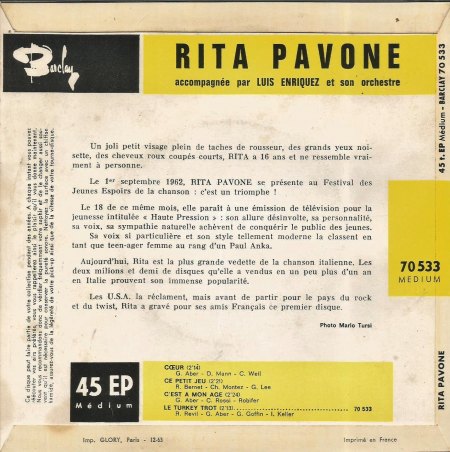 Barclay
RITA PAVONE
accompagnée par LUIS ENRIQUEZ et son orchestre
45 t. EP Médium - BARCLAY 70 533
Un joli petit visage plein de taches de rousseur, des grands yeux noi-
sette, des cheveux roux coupés courts, RITA a 16 ans et ne ressemble vrai-
ment à personne.
Le 1er septembre 1962, RITA PAVONE se présente au Festival des
Jeunes Espoirs de la chanson : c'est un triomphe !
Le 18 de ce même mois, elle paraît à une émission de télévision pour la
jeunesse intitulée « Haute Pression » : son allure désinvolte, sa personnalité,
sa voix, sa sympathie naturelle achèvent de conquérir le public des jeunes.
Sa voix si particulière et son style tellement moderne la classent en
tant que teen-ager femme au rang d'un Paul Anka.
Aujourd'hui, Rita est la plus grande vedette de la chanson italienne. Les
deux millions et demi de disques qu'elle a vendus en un peu plus d'un an
en Italie prouvent son immense popularité.
Les U.S.A. la réclament, mais avant de partir pour le pays du rock
et du twist, Rita a gravé pour ses amis Français ce premier disque.
Photo Mario Tursi
70 533
MEDIUM
45 EP
Médium
CŒUR (2'14)
G. Aber - D. Mann - C. Weil
CE PETIT JEU (2'21)
R. Bernet - Ch. Montez - G. Lee
C'EST A MON AGE (2'24)
G. Aber - C. Rossi - Robifer
LE TURKEY TROT (2'13)
70 533
R. Revil - G. Aber - G. Goffin - I. Keller
RITA PAVONE
Imp. GLORY, Paris - 12-63
Imprimé en France